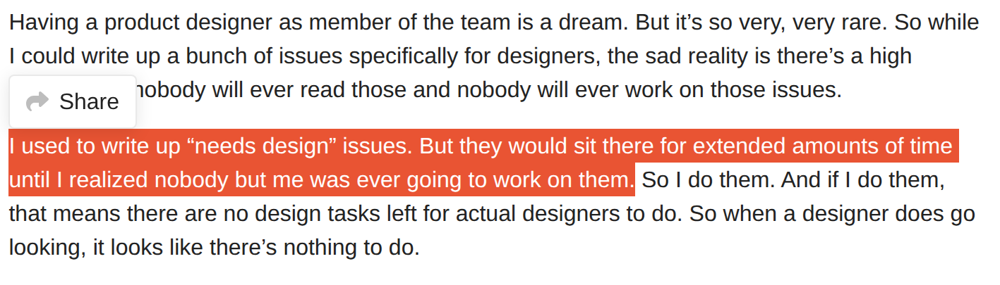 Having a product designer as member of the team is a dream. But it’s so very, very rare. So while
I could write up a bunch of issues specifically for designers, the sad reality is there’s a high
Share
nobody will ever read those and nobody will ever work on those issues.
I used to write up “needs design” issues. But they would sit there for extended amounts of time
until I realized nobody but me was ever going to work on them. So I do them. And if I do them,
that means there are no design tasks left for actual designers to do. So when a designer does go
looking, it looks like there’s nothing to do.